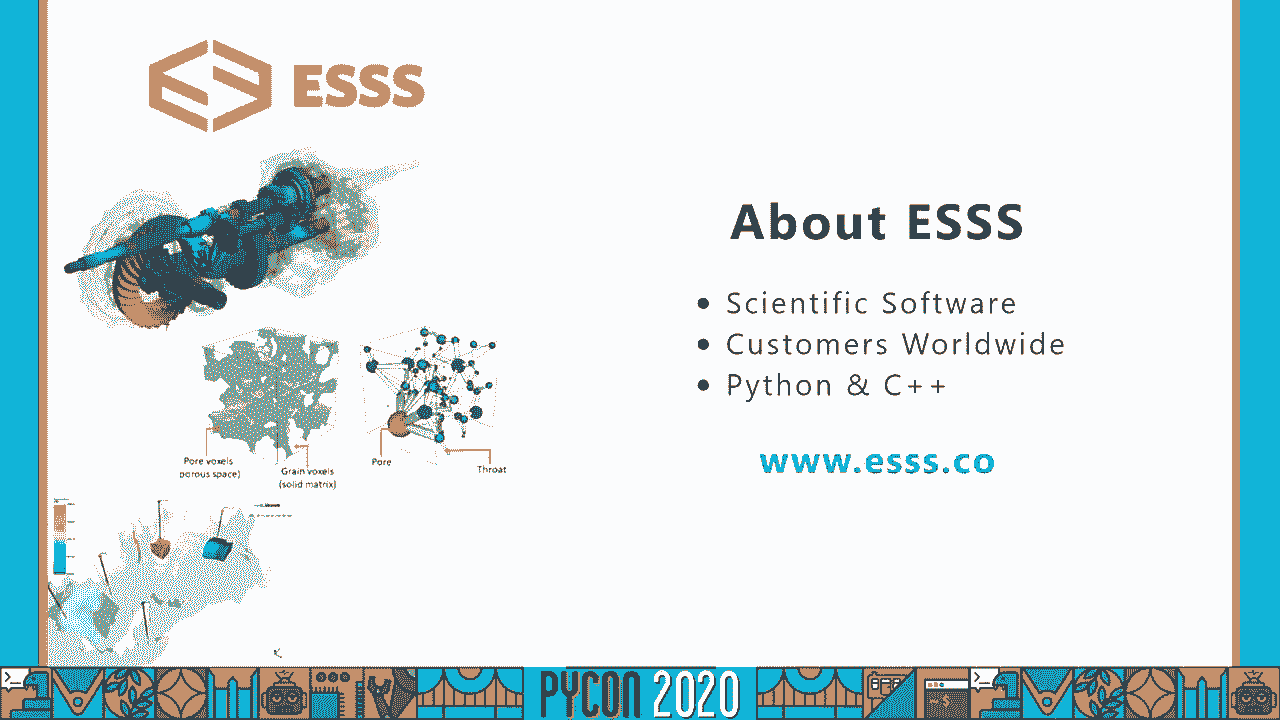 ESSS
About ESSS
Scientific Software
Customers Worldwide
Python & C++
www.esss.co
Pore voxels
porous space)
Grain voxels
(solid matrix)
Pore
Throat
PYCON 2020